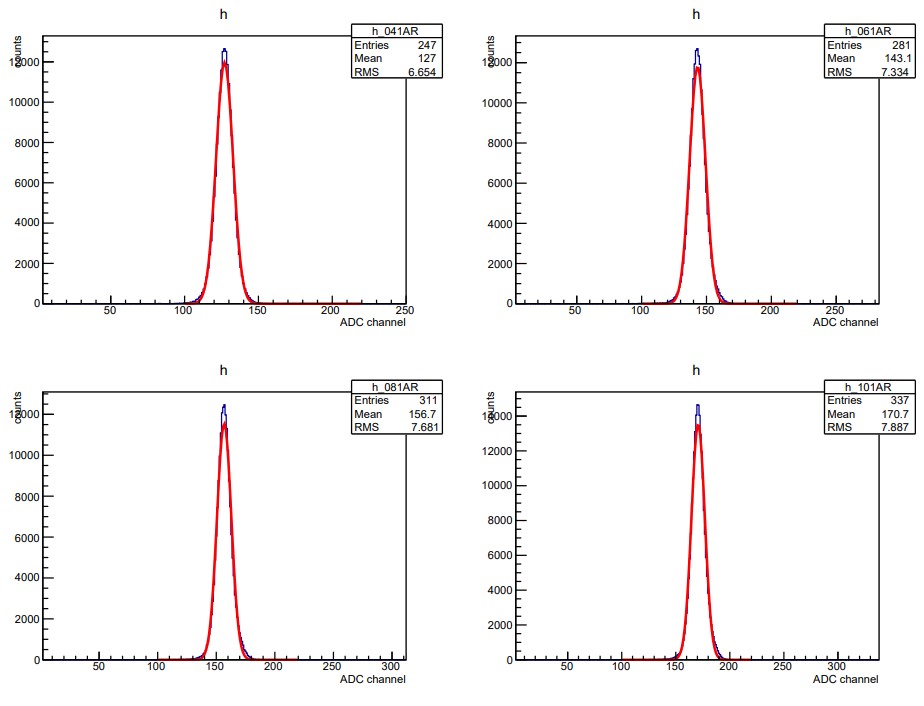 h
h_041AR
Entries 247
Mean 127
RMS 6.654
counts
12000
10000
8000
6000
4000
2000
0
50 100 150 200 250
ADC channel
h
h_061AR
Entries 281
Mean 143.1
RMS 7.334
counts
12000
10000
8000
6000
4000
2000
0
50 100 150 200 250
ADC channel
h
h_081AR
Entries 311
Mean 156.7
RMS 7.681
counts
12000
10000
8000
6000
4000
2000
0
50 100 150 200 250 300
ADC channel
h
h_101AR
Entries 337
Mean 170.7
RMS 7.887
counts
14000
12000
10000
8000
6000
4000
2000
0
50 100 150 200 250 300
ADC channel